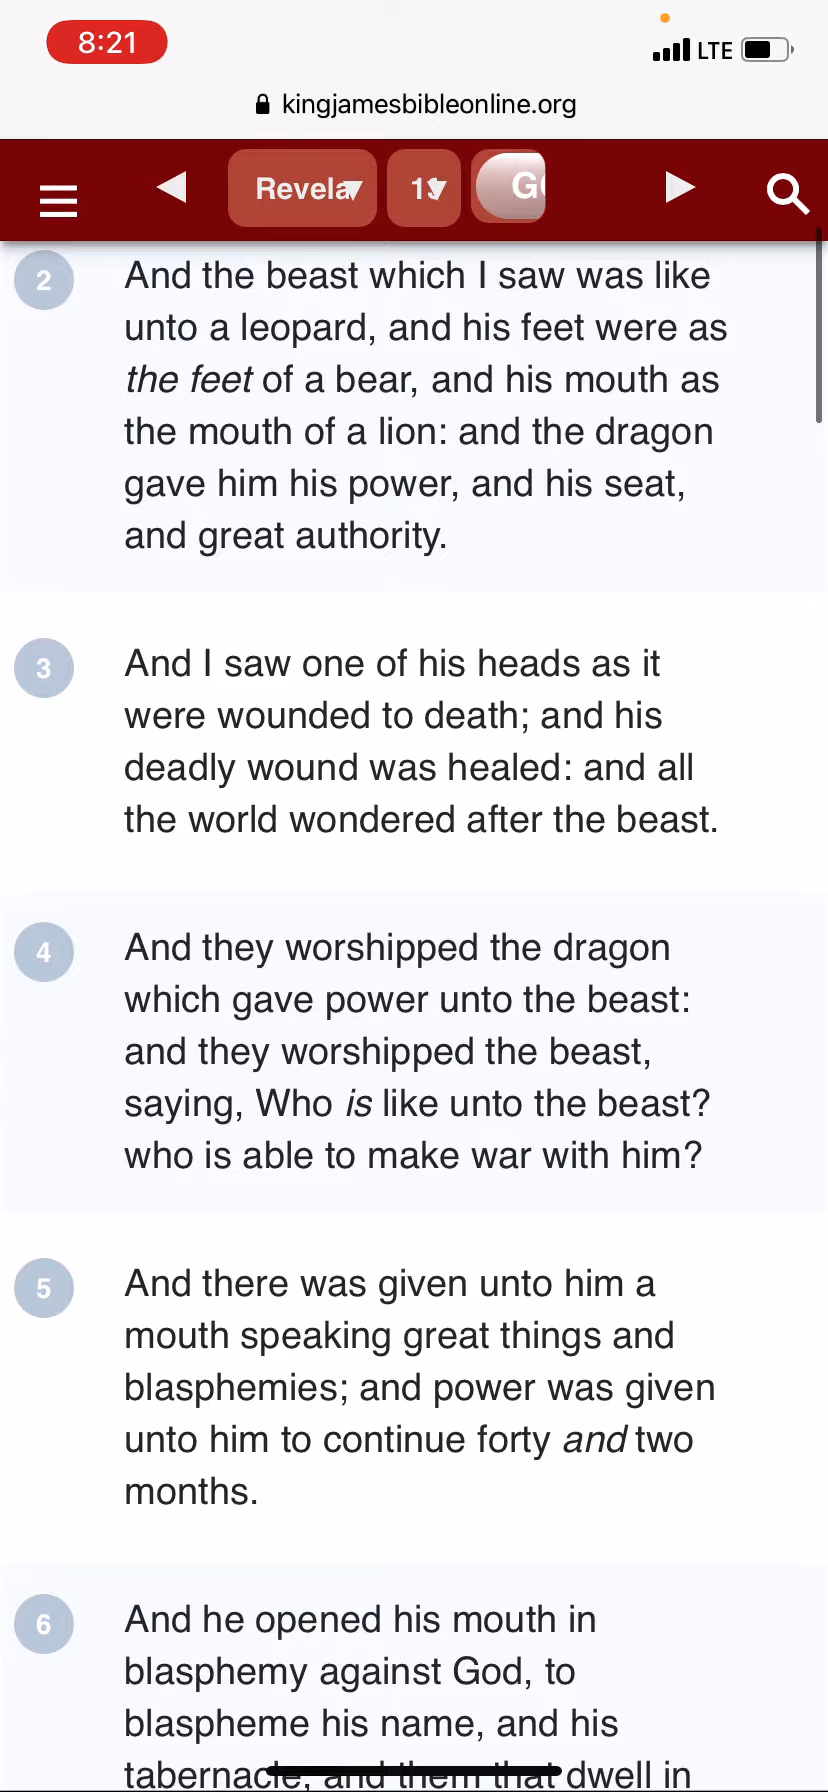 8:21
LTE
kingjamesbibleonline.org
Revela
2
And the beast which I saw was like
unto a leopard, and his feet were as
the feet of a bear, and his mouth as
the mouth of a lion: and the dragon
gave him his power, and his seat,
and great authority.
3
And I saw one of his heads as it
were wounded to death; and his
deadly wound was healed: and all
the world wondered after the beast.
4
And they worshipped the dragon
which gave power unto the beast:
and they worshipped the beast,
saying, Who is like unto the beast?
who is able to make war with him?
5
And there was given unto him a
mouth speaking great things and
blasphemies; and power was given
unto him to continue forty and two
months.
6
And he opened his mouth in
blasphemy against God, to
blaspheme his name, and his
tabernacle, and them that dwell in